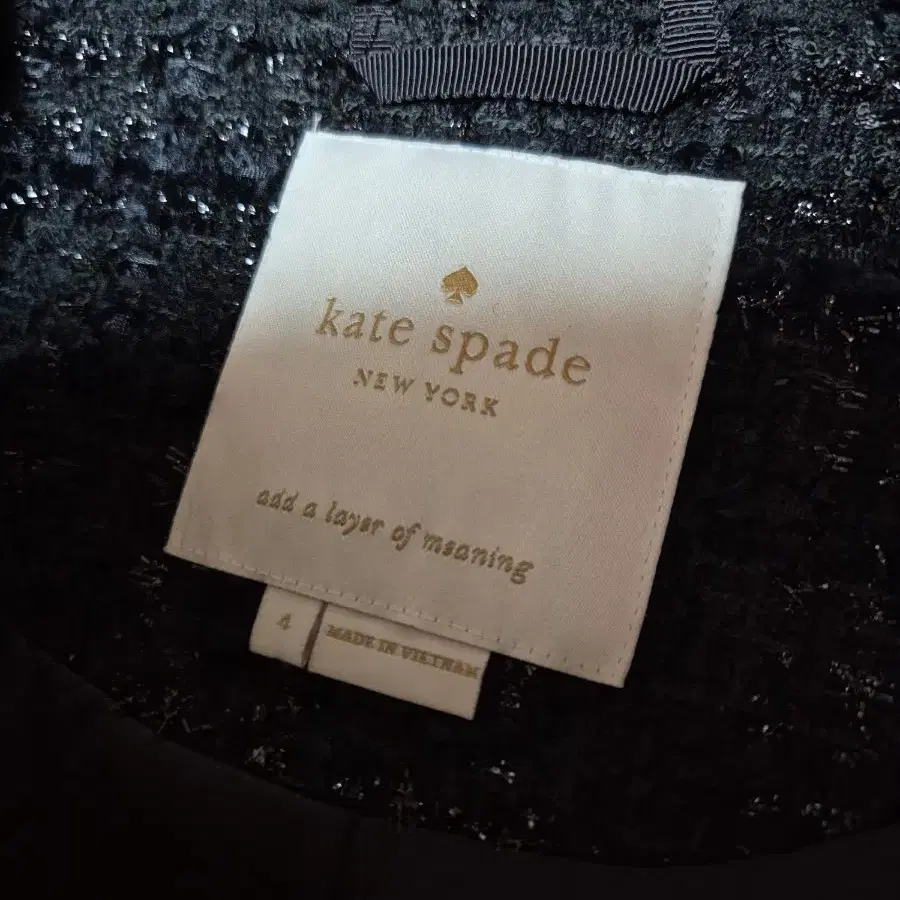 kate spade
NEW YORK
add a layer of meaning
4
MADE IN VIETNAM